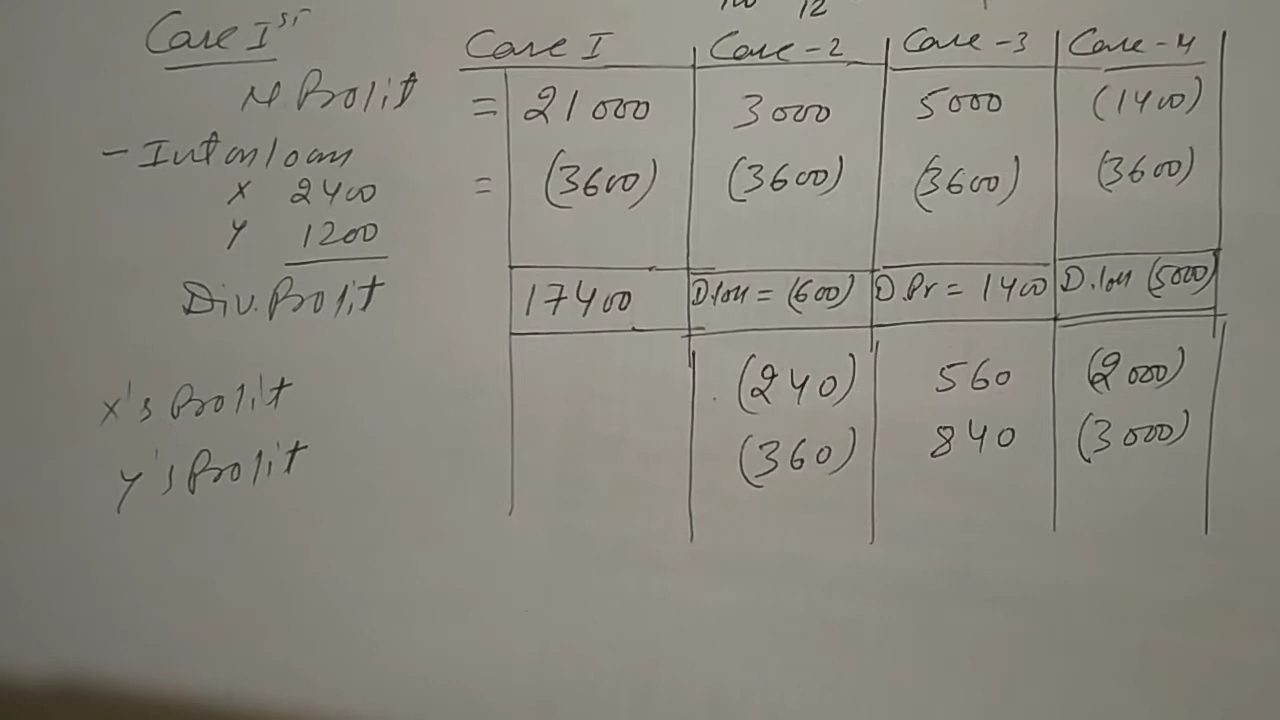 12
Case Ist
Case I Case-2 Case-3 Case-4
N. Profit = 21000 3000 5000 (1400)
- Int on loan = (3600) (3600) (3600) (3600)
X 2400
Y 1200
Div. Profit 17400 D.loss = (600) D.Pr = 1400 D.loss (5000)
X's Profit (240) 560 (2000)
Y's Profit (360) 840 (3000)